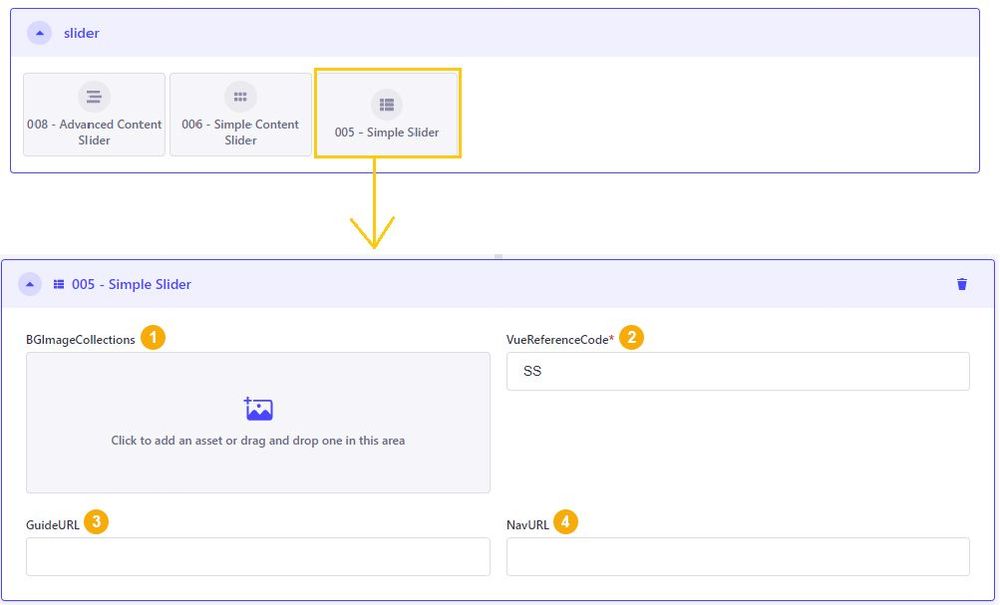 slider
008 - Advanced Content
Slider
006 - Simple Content
Slider
005 - Simple Slider
005 - Simple Slider
BGImageCollections 1
VueReferenceCode* 2
SS
Click to add an asset or drag and drop one in this area
GuideURL 3
NavURL 4